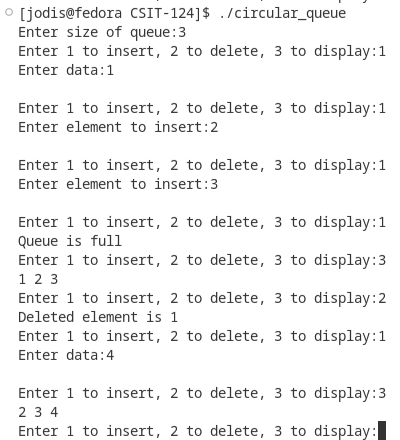 [jodis@fedora CSIT-124]$ ./circular_queue
Enter size of queue:3
Enter 1 to insert, 2 to delete, 3 to display:1
Enter data:1
Enter 1 to insert, 2 to delete, 3 to display:1
Enter element to insert:2
Enter 1 to insert, 2 to delete, 3 to display:1
Enter element to insert:3
Enter 1 to insert, 2 to delete, 3 to display:1
Queue is full
Enter 1 to insert, 2 to delete, 3 to display:3
1 2 3
Enter 1 to insert, 2 to delete, 3 to display:2
Deleted element is 1
Enter 1 to insert, 2 to delete, 3 to display:1
Enter data:4
Enter 1 to insert, 2 to delete, 3 to display:3
2 3 4
Enter 1 to insert, 2 to delete, 3 to display: